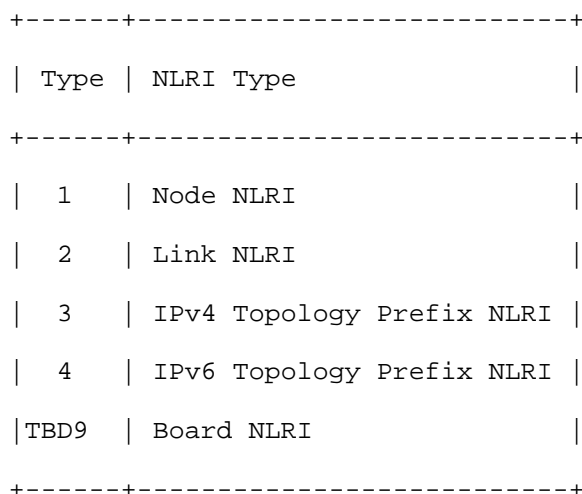 +------+---------------------------+
| Type | NLRI Type                 |
+------+---------------------------+
|  1   | Node NLRI                 |
|  2   | Link NLRI                 |
|  3   | IPv4 Topology Prefix NLRI |
|  4   | IPv6 Topology Prefix NLRI |
|TBD9  | Board NLRI                |
+------+---------------------------+